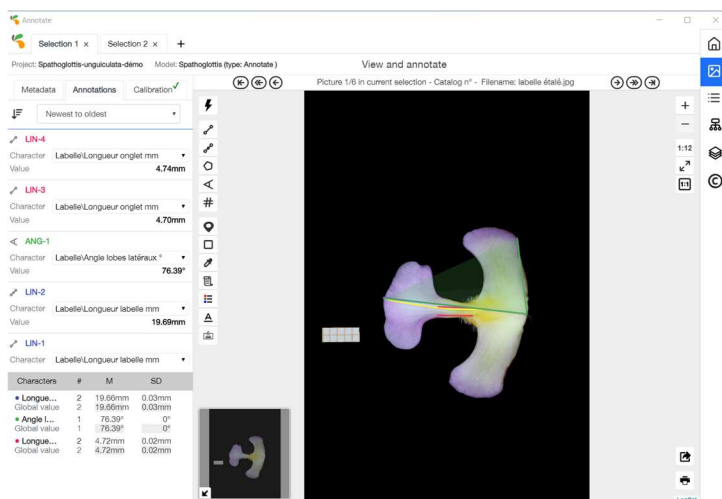 Annotate
Selection 1 x Selection 2 x +
Project: Spathoglottis-unguiculata-démo Model: Spathoglottis (type: Annotate ) View and annotate
Picture 1/6 in current selection - Catalog n° - Filename: labelle étalé.jpg
Metadata Annotations Calibration
Newest to oldest
LIN-4
Character Labelle\Longueur onglet mm
Value 4.74mm
LIN-3
Character Labelle\Longueur onglet mm
Value 4.70mm
ANG-1
Character Labelle\Angle lobes latéraux °
Value 76.39°
LIN-2
Character Labelle\Longueur labelle mm
Value 19.69mm
LIN-1
Character Labelle\Longueur labelle mm
Characters # M SD
Longue... 2 19.66mm 0.03mm
Global value 2 19.66mm 0.03mm
Angle l... 1 76.39° 0°
Global value 1 76.39° 0°
Longue... 2 4.72mm 0.02mm
Global value 2 4.72mm 0.02mm
#
A
+
−
1:12
1:1